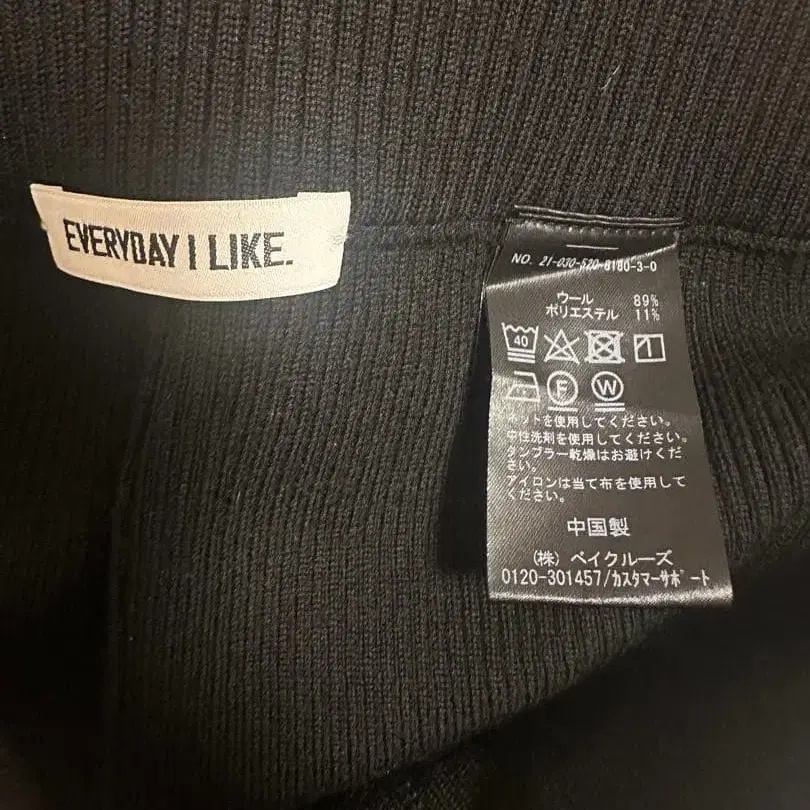 EVERYDAY I LIKE.
NO. 21-030-520-6180-3-0
ウール 89%
ポリエステル 11%
40
F W
ネットを使用してください。
中性洗剤を使用してください。
タンブラー乾燥はお避けくだ
さい。
アイロンは当て布を使用して
ください。
中国製
(株) ベイクルーズ
0120-301457/カスタマーサポート